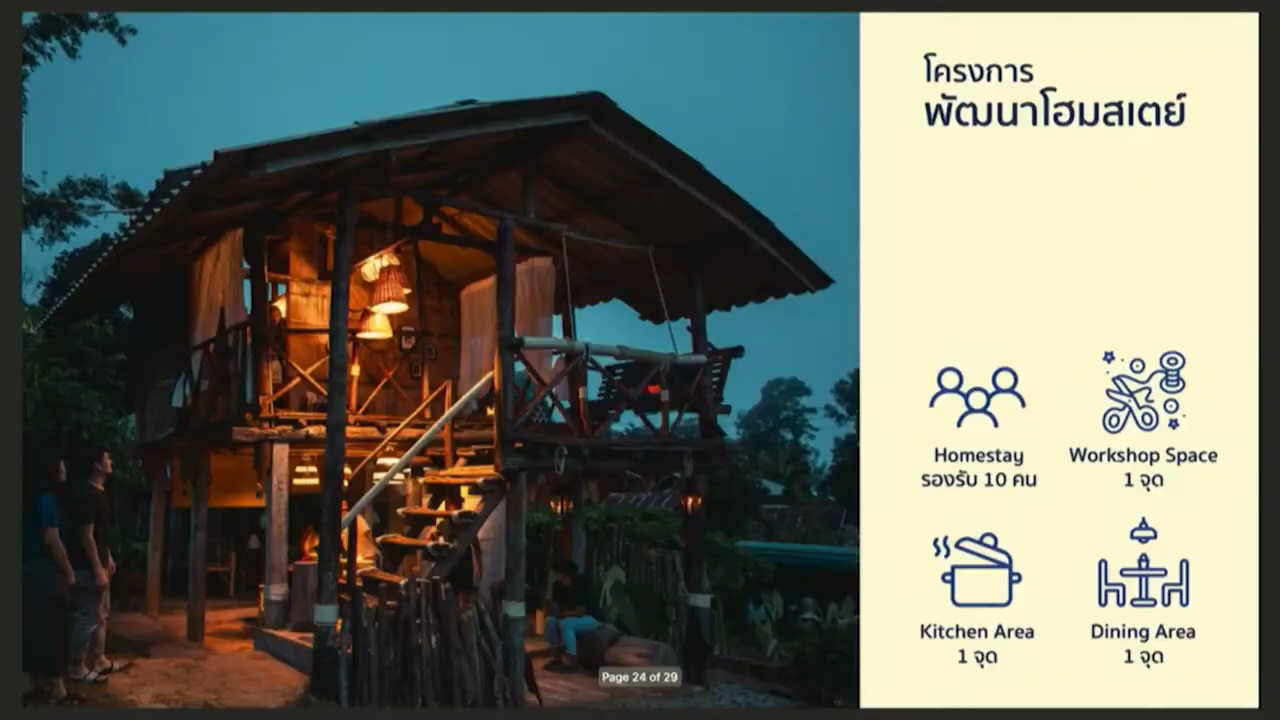 โครงการ
พัฒนาโฮมสเตย์
Homestay
รองรับ 10 คน
Workshop Space
1 จุด
Kitchen Area
1 จุด
Dining Area
1 จุด
Page 24 of 29